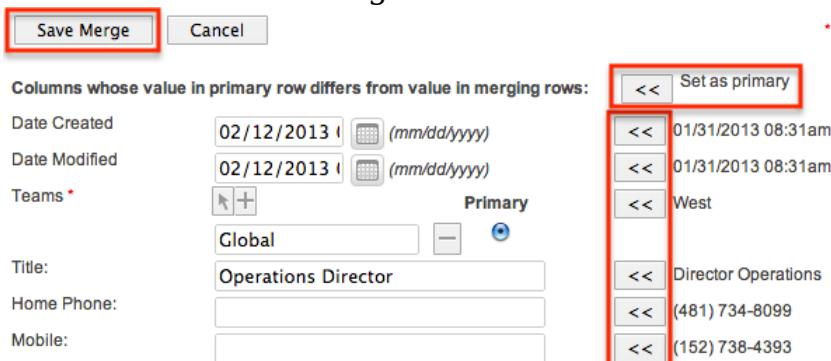 Save Merge Cancel *
Columns whose value in primary row differs from value in merging rows: << Set as primary
Date Created 02/12/2013 (mm/dd/yyyy) << 01/31/2013 08:31am
Date Modified 02/12/2013 (mm/dd/yyyy) << 01/31/2013 08:31am
Teams * Primary << West
Global
Title: Operations Director << Director Operations
Home Phone: << (481) 734-8099
Mobile: << (152) 738-4393